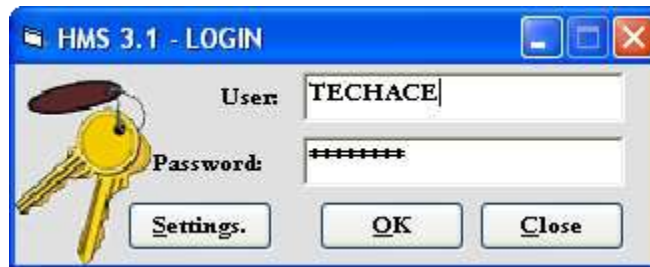 HMS 3.1 - LOGIN
User: TECHACE
Password: ********
Settings. OK Close